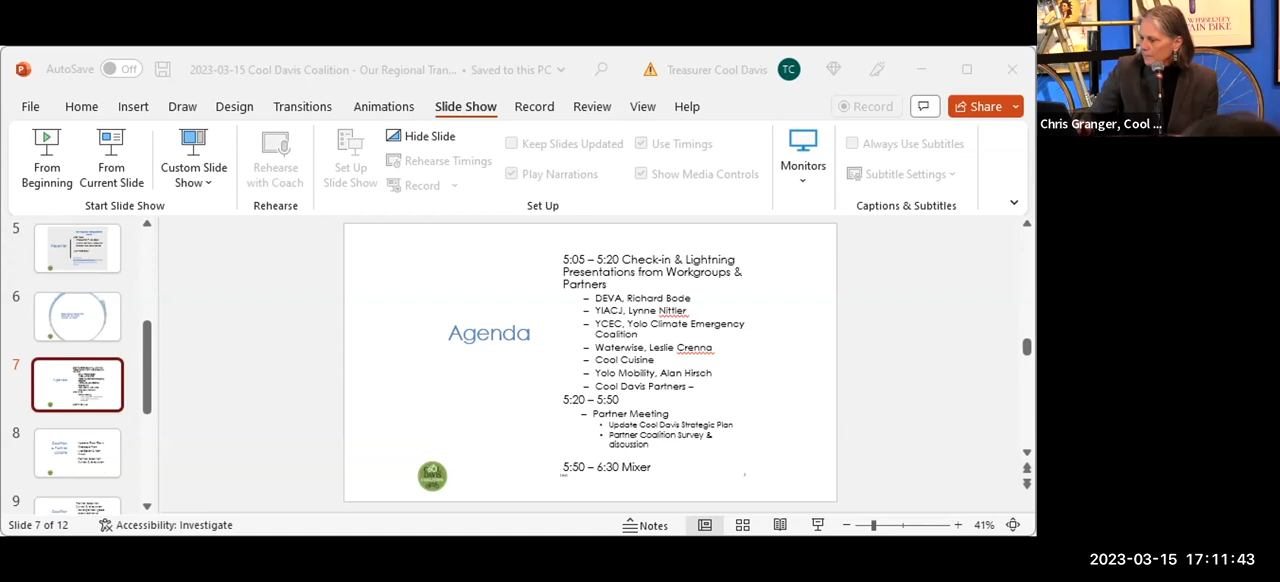 AutoSave Off 2023-03-15 Cool Davis Coalition - Our Regional Tran... • Saved to this PC Treasurer Cool Davis TC
File Home Insert Draw Design Transitions Animations Slide Show Record Review View Help Record Share
From Beginning
From Current Slide
Custom Slide Show
Start Slide Show
Rehearse with Coach
Rehearse
Set Up Slide Show
Hide Slide
Rehearse Timings
Record
Keep Slides Updated
Play Narrations
Use Timings
Show Media Controls
Set Up
Monitors
Always Use Subtitles
Subtitle Settings
Captions & Subtitles
5
6
7
Agenda
8
9
Agenda
5:05 – 5:20 Check-in & Lightning
Presentations from Workgroups &
Partners
– DEVA, Richard Bode
– YIACJ, Lynne Nittler
– YCEC, Yolo Climate Emergency
Coalition
– Waterwise, Leslie Crenna
– Cool Cuisine
– Yolo Mobility, Alan Hirsch
– Cool Davis Partners –
5:20 – 5:50
– Partner Meeting
• Update Cool Davis Strategic Plan
• Partner Coalition Survey &
discussion
5:50 – 6:30 Mixer
Davis
Slide 7 of 12 Accessibility: Investigate Notes 41%
Chris Granger, Cool ...
2023-03-15 17:11:43